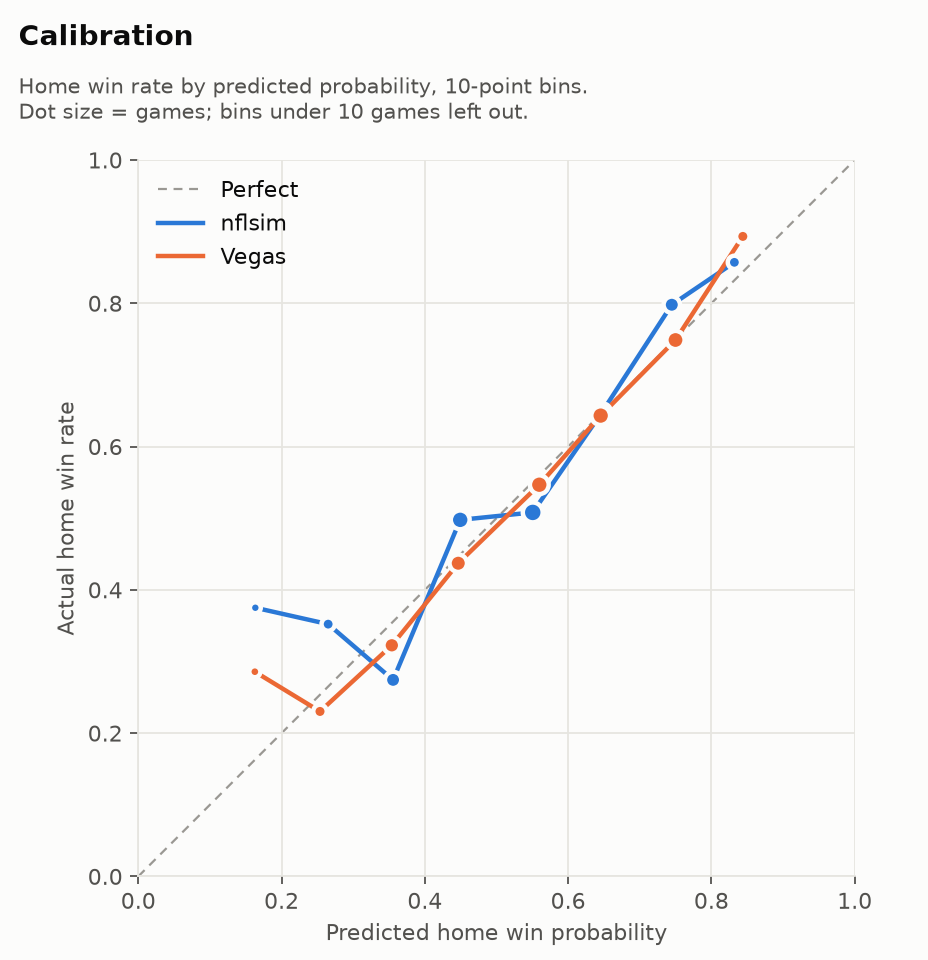 Calibration
Home win rate by predicted probability, 10-point bins.
Dot size = games; bins under 10 games left out.
1.0
Perfect
nflsim
Vegas
0.8
0.6
0.4
0.2
0.0
Actual home win rate
0.0 0.2 0.4 0.6 0.8 1.0
Predicted home win probability